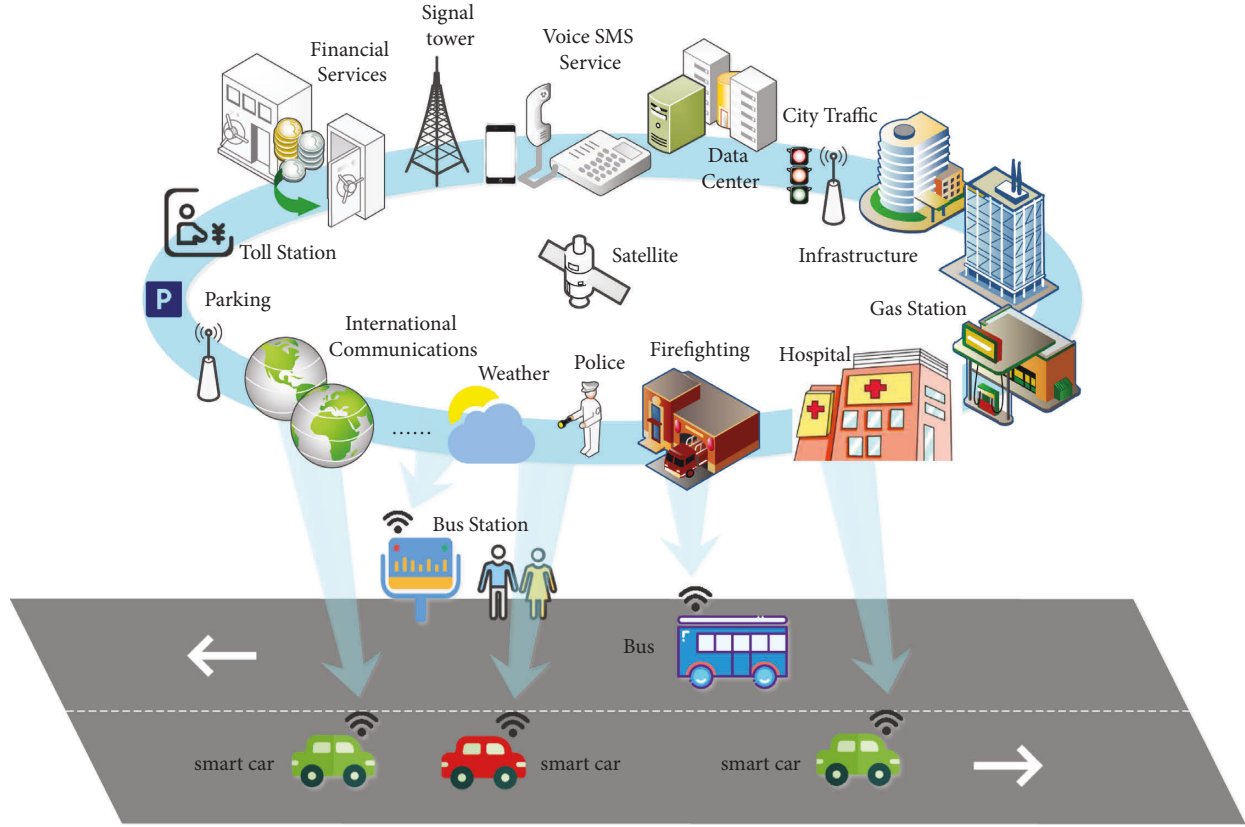 Signal
tower
Financial
Services
Voice SMS
Service
City Traffic
Data
Center
¥
Toll Station
Satellite
Infrastructure
P
Parking
Gas Station
International
Communications
Weather
Police
Firefighting
Hospital
......
Bus Station
Bus
smart car
smart car
smart car